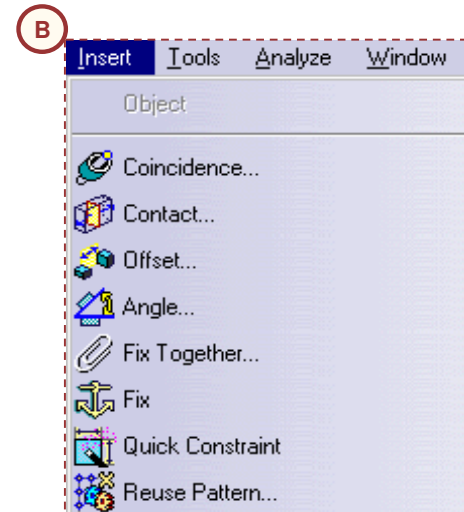 B
Insert Tools Analyze Window
Object
Coincidence...
Contact...
Offset...
Angle...
Fix Together...
Fix
Quick Constraint
Reuse Pattern...